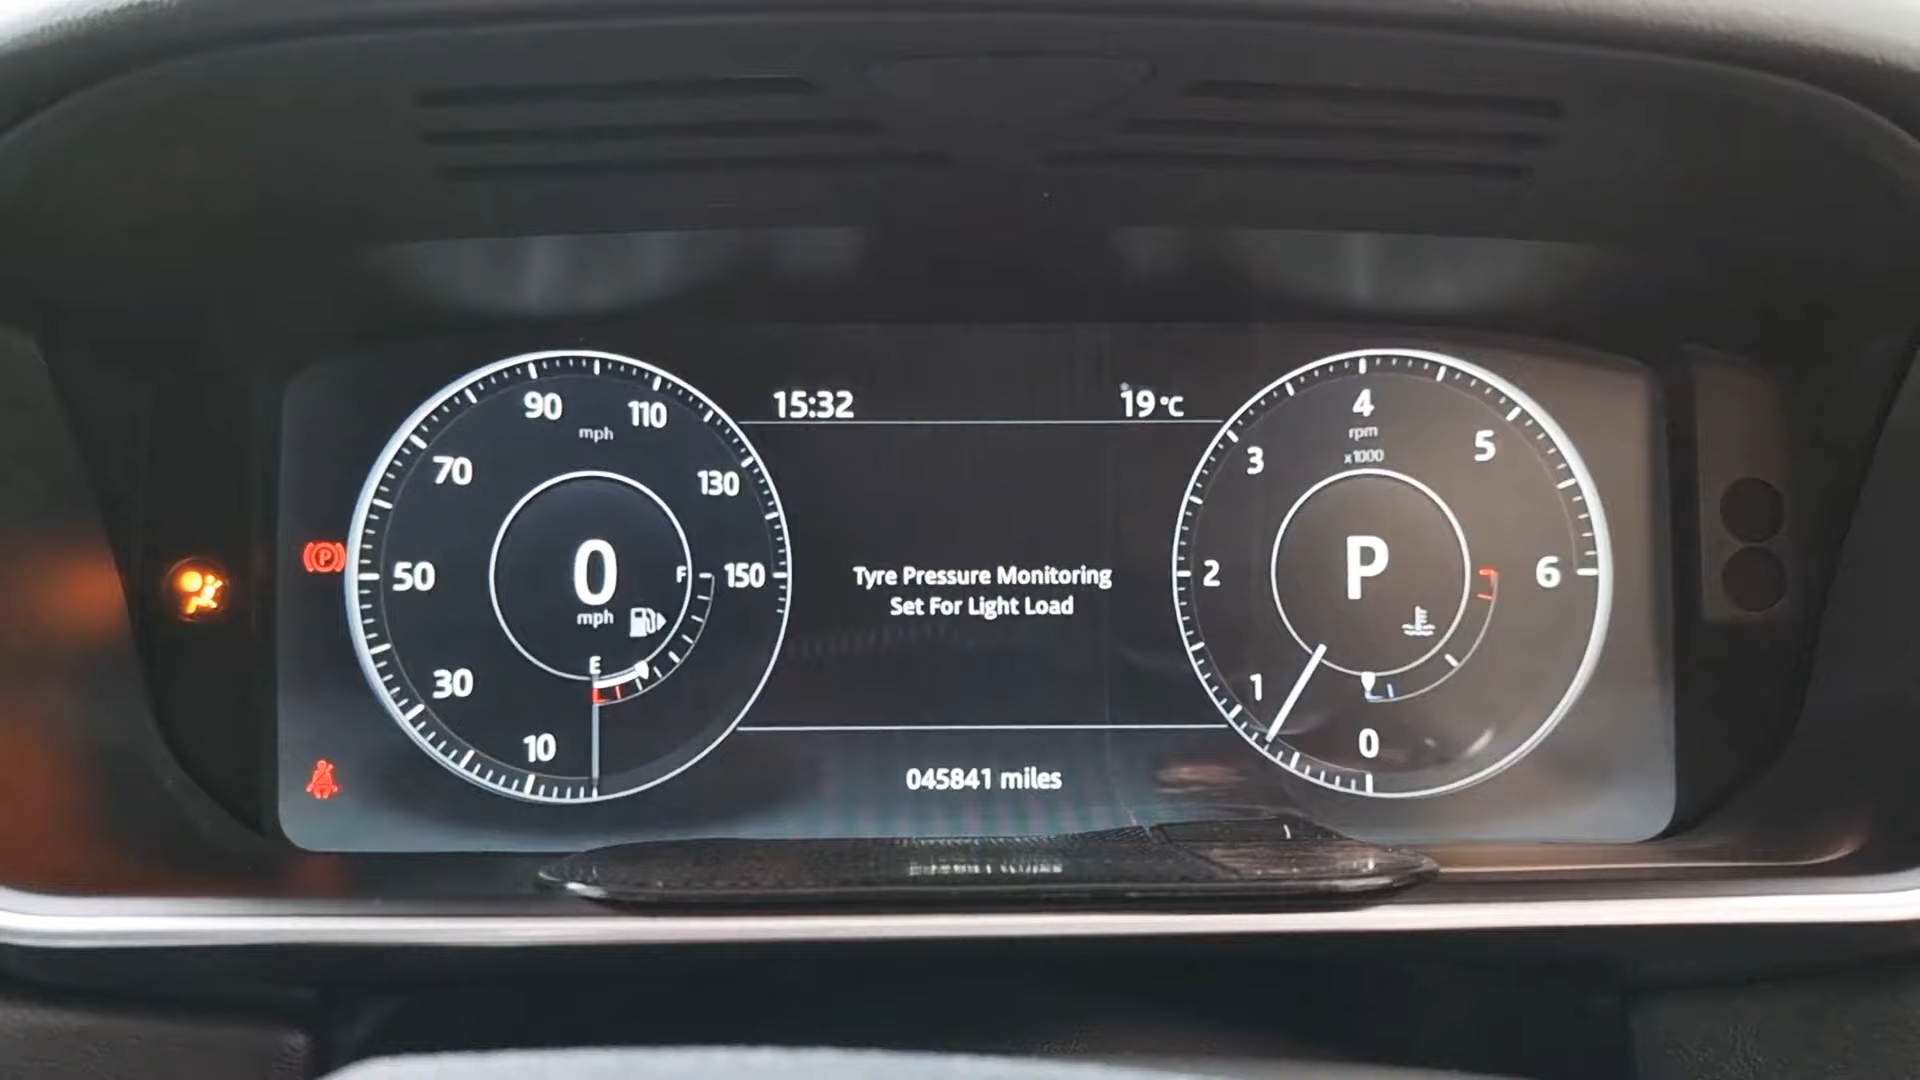 15:32
19°C
90
110
mph
70
130
50
0
mph
F
150
E
30
10
Tyre Pressure Monitoring
Set For Light Load
4
rpm
x1000
3
5
2
P
6
1
0
045841 miles
P